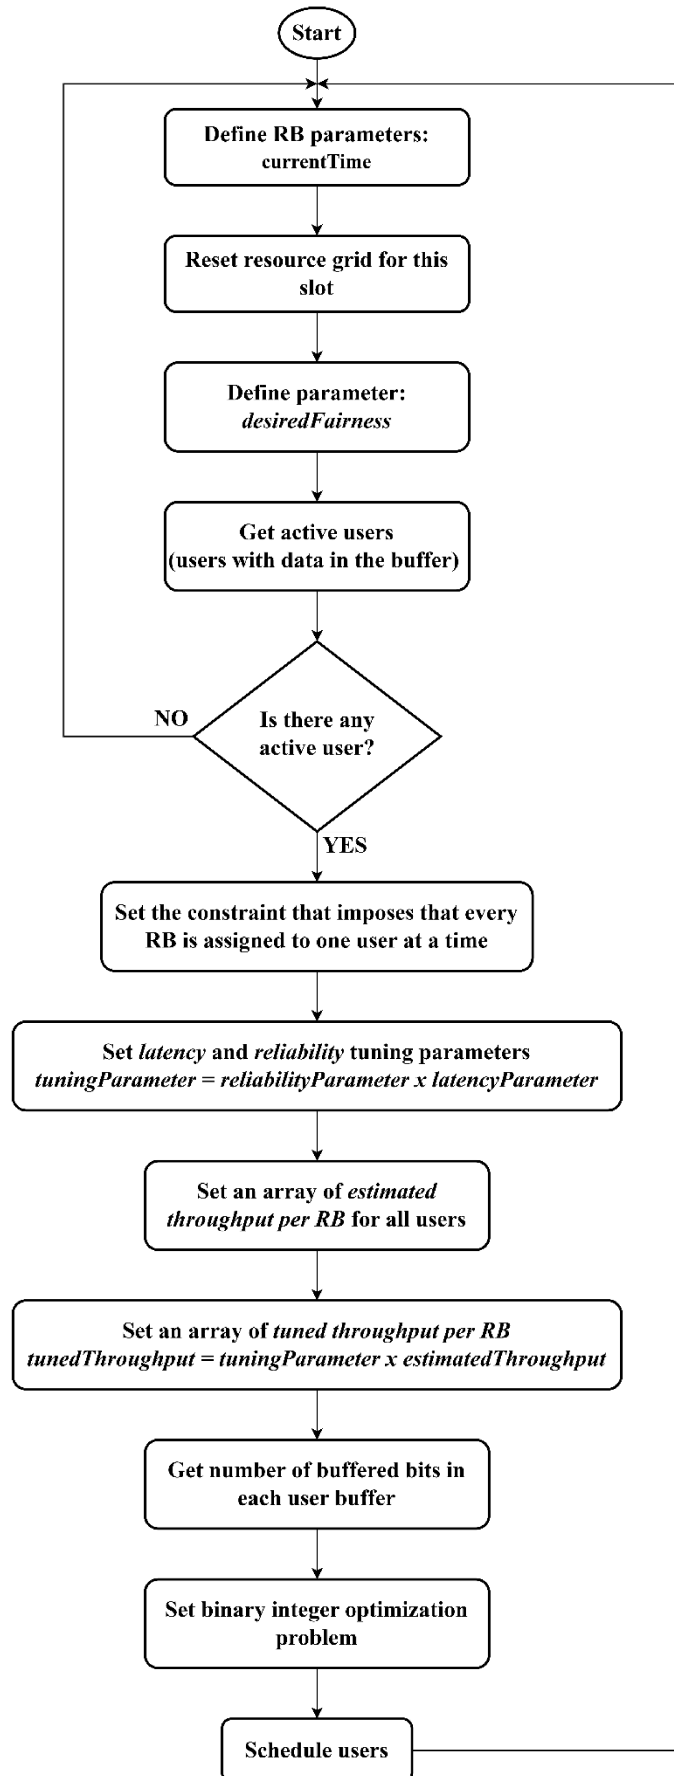 Start
Define RB parameters:
currentTime
Reset resource grid for this
slot
Define parameter:
desiredFairness
Get active users
(users with data in the buffer)
NO
Is there any
active user?
YES
Set the constraint that imposes that every
RB is assigned to one user at a time
Set latency and reliability tuning parameters
tuningParameter = reliabilityParameter x latencyParameter
Set an array of estimated
throughput per RB for all users
Set an array of tuned throughput per RB
tunedThroughput = tuningParameter x estimatedThroughput
Get number of buffered bits in
each user buffer
Set binary integer optimization
problem
Schedule users